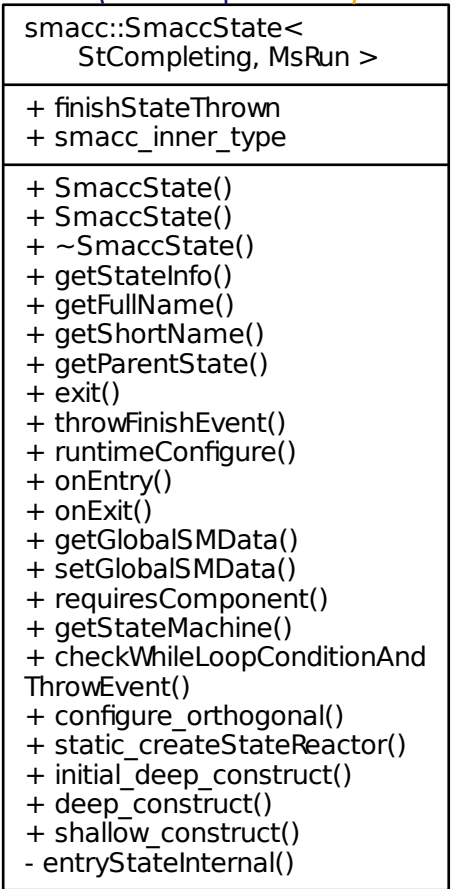 smacc::SmaccState<
StCompleting, MsRun >
+ finishStateThrown
+ smacc_inner_type
+ SmaccState()
+ SmaccState()
+ ~SmaccState()
+ getStateInfo()
+ getFullName()
+ getShortName()
+ getParentState()
+ exit()
+ throwFinishEvent()
+ runtimeConfigure()
+ onEntry()
+ onExit()
+ getGlobalSMData()
+ setGlobalSMData()
+ requiresComponent()
+ getStateMachine()
+ checkWhileLoopConditionAnd
ThrowEvent()
+ configure_orthogonal()
+ static_createStateReactor()
+ initial_deep_construct()
+ deep_construct()
+ shallow_construct()
- entryStateInternal()